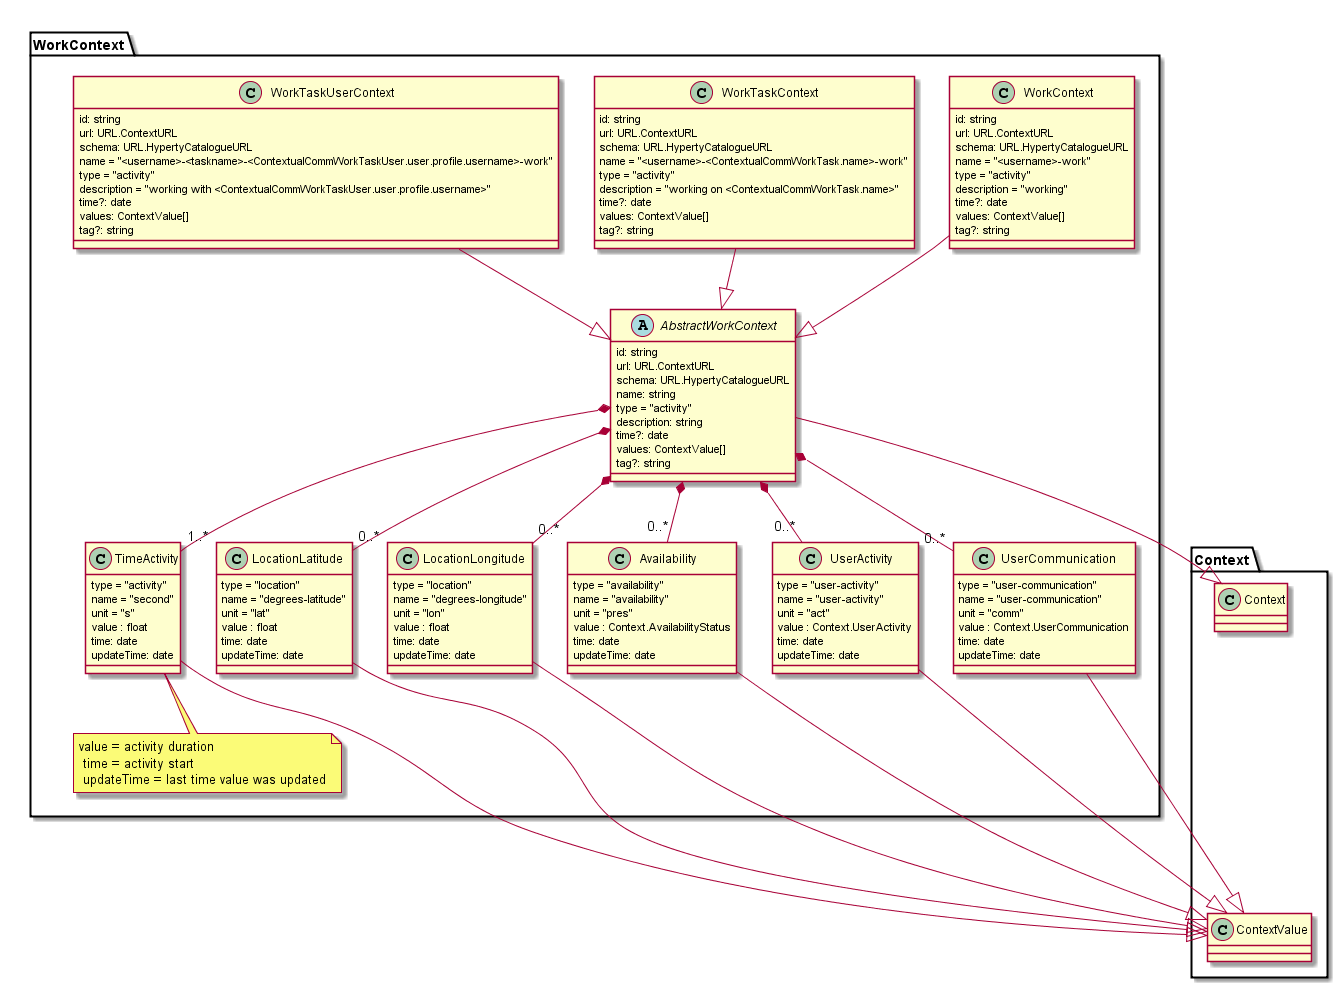 WorkContext
C WorkTaskUserContext
id: string
url: URL.ContextURL
schema: URL.HypertyCatalogueURL
name = "<username>-<taskname>-<ContextualCommWorkTaskUser.user.profile.username>-work"
type = "activity"
description = "working with <ContextualCommWorkTaskUser.user.profile.username>"
time?: date
values: ContextValue[]
tag?: string
C WorkTaskContext
id: string
url: URL.ContextURL
schema: URL.HypertyCatalogueURL
name = "<username>-<ContextualCommWorkTask.name>-work"
type = "activity"
description = "working on <ContextualCommWorkTask.name>"
time?: date
values: ContextValue[]
tag?: string
C WorkContext
id: string
url: URL.ContextURL
schema: URL.HypertyCatalogueURL
name = "<username>-work"
type = "activity"
description = "working"
time?: date
values: ContextValue[]
tag?: string
A AbstractWorkContext
id: string
url: URL.ContextURL
schema: URL.HypertyCatalogueURL
name: string
type = "activity"
description: string
time?: date
values: ContextValue[]
tag?: string
1..*
0..*
0..*
0..*
0..*
0..*
C TimeActivity
type = "activity"
name = "second"
unit = "s"
value : float
time: date
updateTime: date
C LocationLatitude
type = "location"
name = "degrees-latitude"
unit = "lat"
value : float
time: date
updateTime: date
C LocationLongitude
type = "location"
name = "degrees-longitude"
unit = "lon"
value : float
time: date
updateTime: date
C Availability
type = "availability"
name = "availability"
unit = "pres"
value : Context.AvailabilityStatus
time: date
updateTime: date
C UserActivity
type = "user-activity"
name = "user-activity"
unit = "act"
value : Context.UserActivity
time: date
updateTime: date
C UserCommunication
type = "user-communication"
name = "user-communication"
unit = "comm"
value : Context.UserCommunication
time: date
updateTime: date
Context
C Context
value = activity duration
time = activity start
updateTime = last time value was updated
C ContextValue